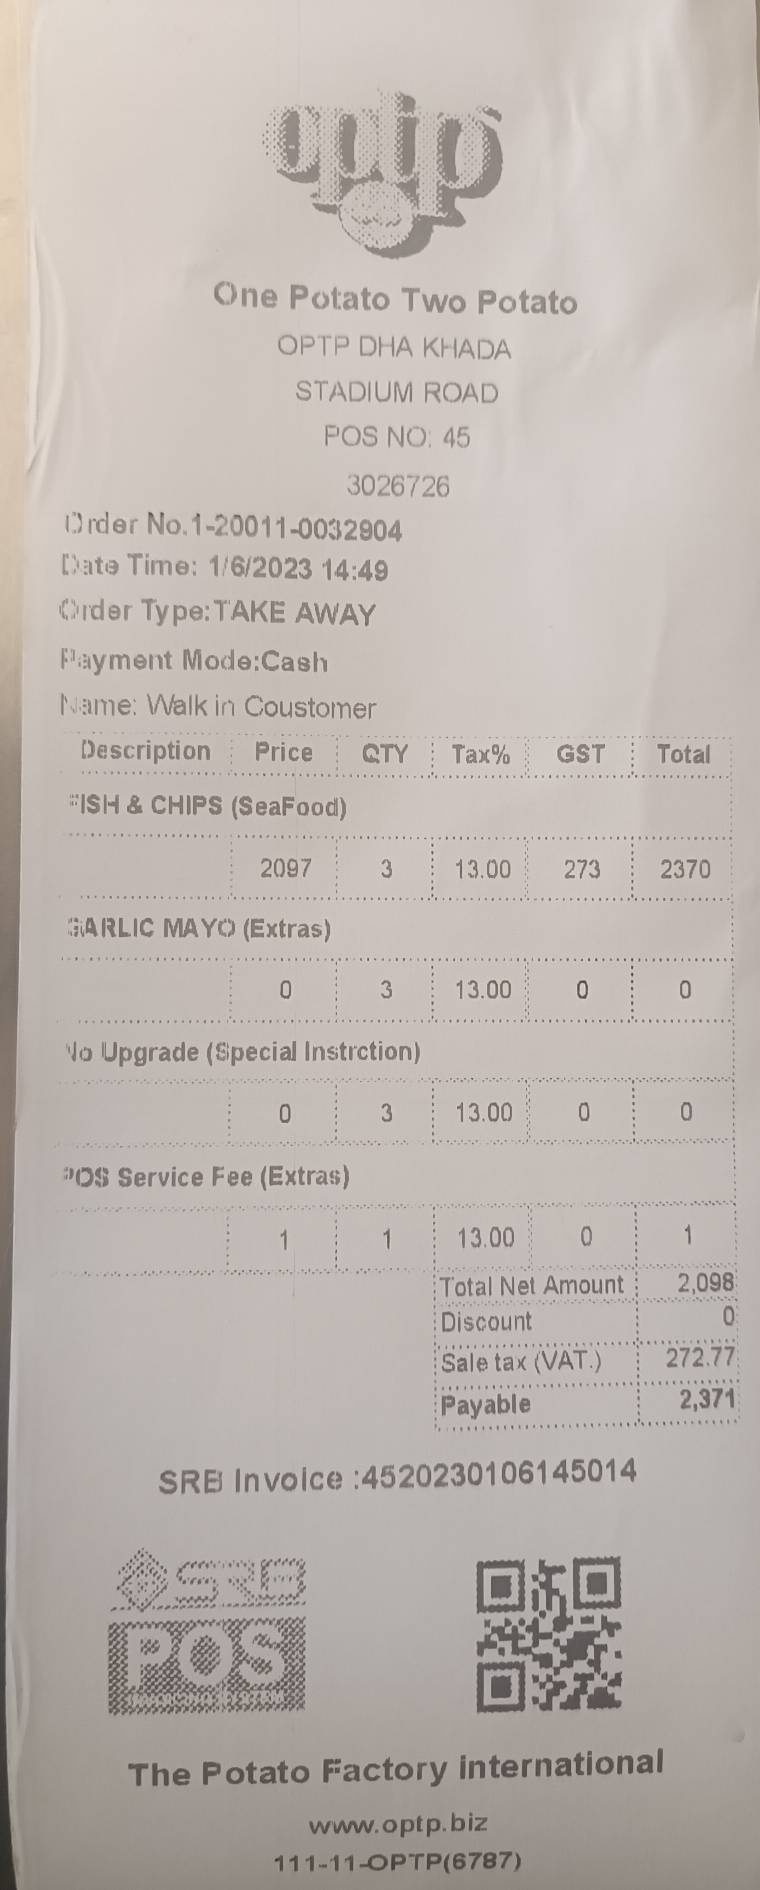 optp
One Potato Two Potato
OPTP DHA KHADA
STADIUM ROAD
POS NO: 45
3026726
Order No.1-20011-0032904
Date Time: 1/6/2023 14:49
Order Type:TAKE AWAY
Payment Mode:Cash
Name: Walk in Coustomer
Description Price QTY Tax% GST Total
FISH & CHIPS (SeaFood)
2097 3 13.00 273 2370
GARLIC MAYO (Extras)
0 3 13.00 0 0
No Upgrade (Special Instrction)
0 3 13.00 0 0
POS Service Fee (Extras)
1 1 13.00 0 1
Total Net Amount 2,098
Discount 0
Sale tax (VAT.) 272.77
Payable 2,371
SRB Invoice :4520230106145014
SRB
POS
The Potato Factory international
www.optp.biz
111-11-OPTP(6787)